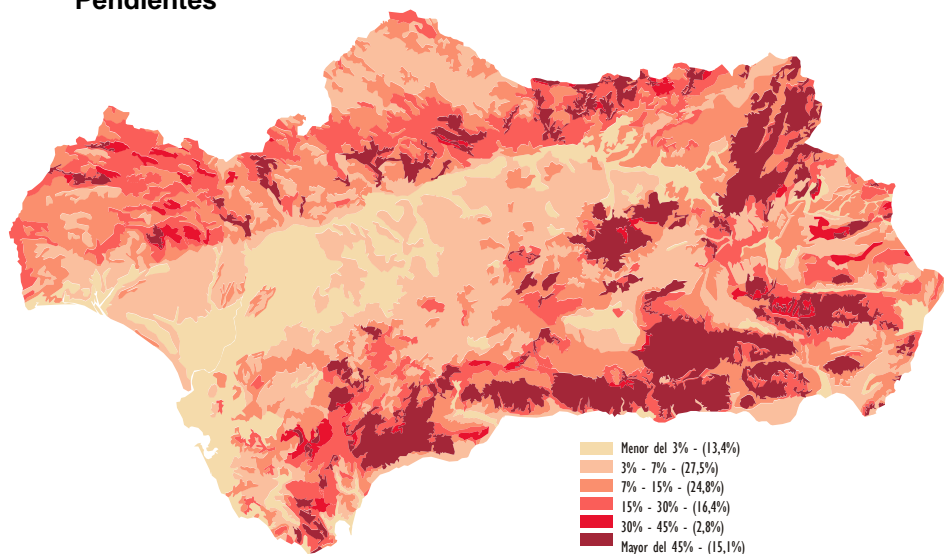 Pendientes
Menor del 3% - (13,4%)
3% - 7% - (27,5%)
7% - 15% - (24,8%)
15% - 30% - (16,4%)
30% - 45% - (2,8%)
Mayor del 45% - (15,1%)